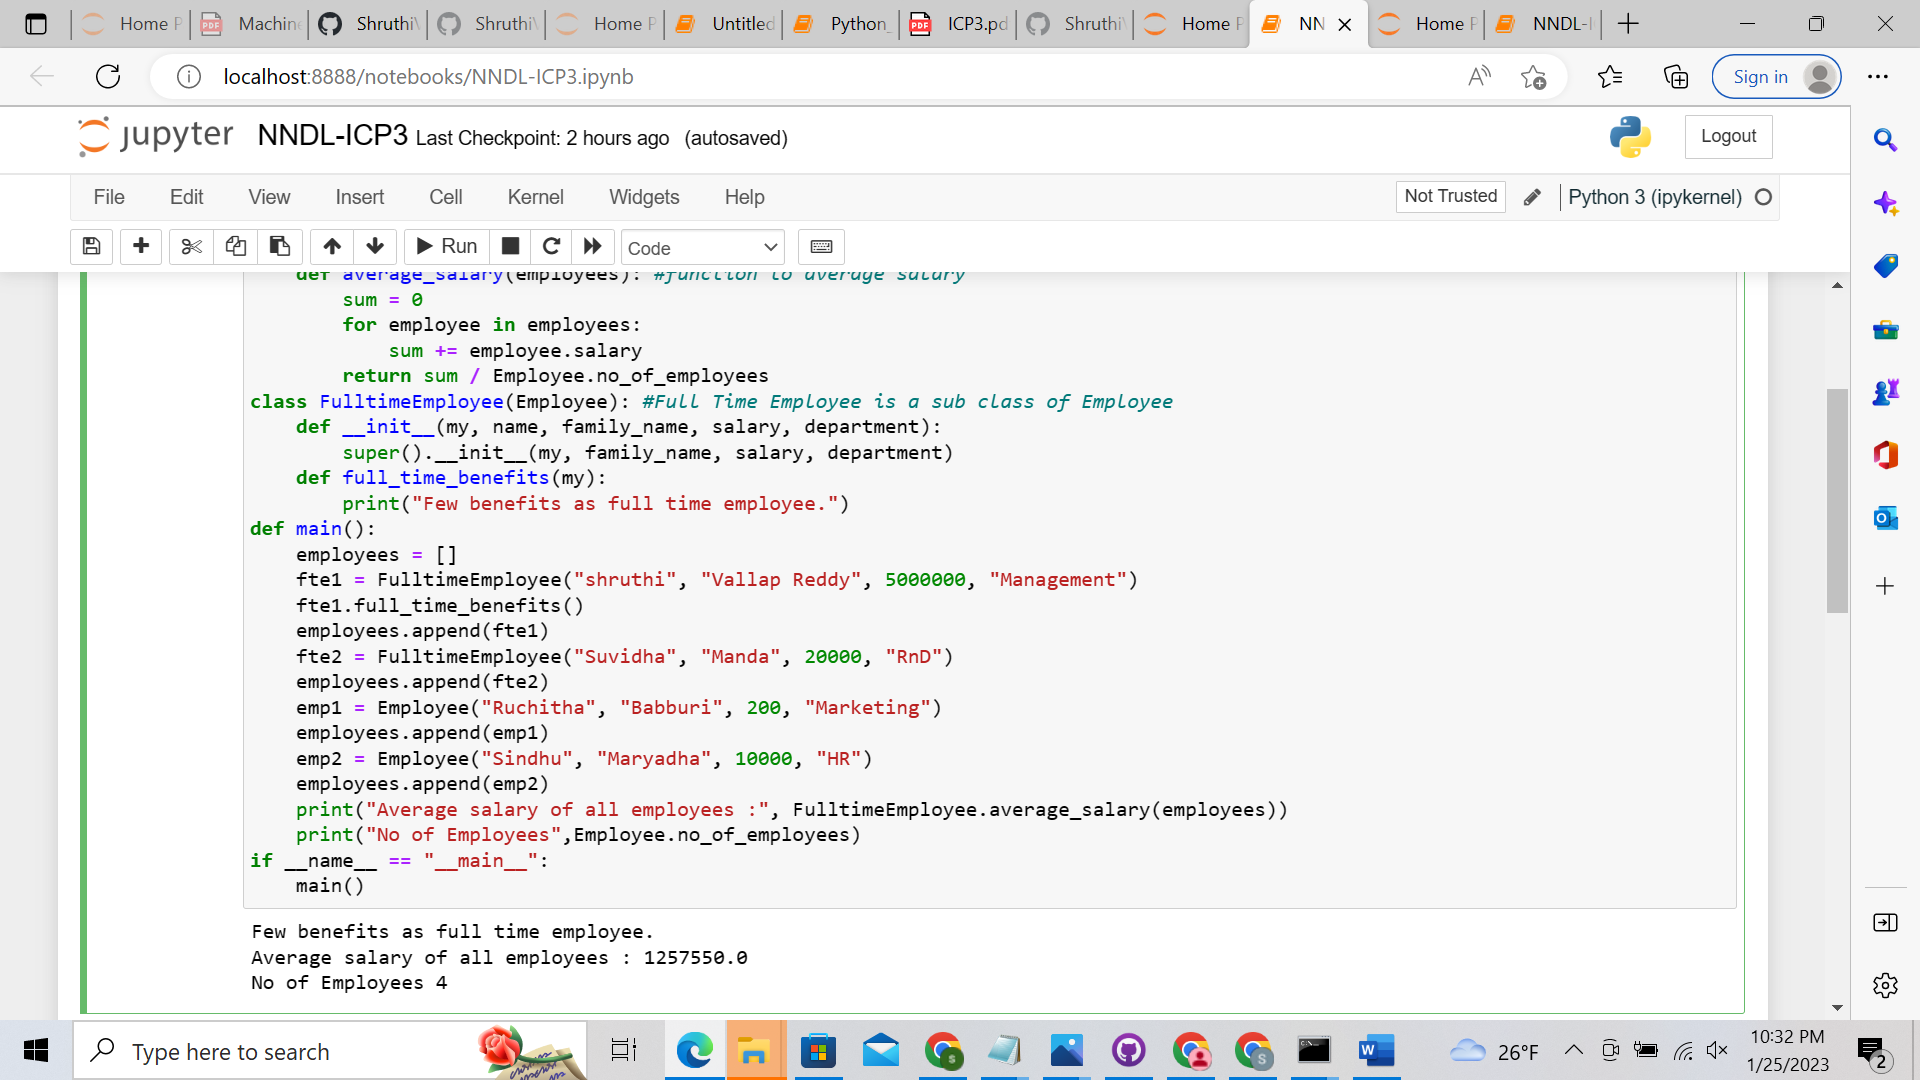 Home P
Machin
Shruthi
Shruthi
Home P
Untitled
Python_
ICP3.pd
Shruthi
Home P
NN
Home P
NNDL-I
localhost:8888/notebooks/NNDL-ICP3.ipynb
Sign in
jupyter NNDL-ICP3 Last Checkpoint: 2 hours ago (autosaved)
Logout
File Edit View Insert Cell Kernel Widgets Help
Not Trusted
Python 3 (ipykernel)
Run
Code
def average_salary(employees): #function to average salary
sum = 0
for employee in employees:
sum += employee.salary
return sum / Employee.no_of_employees
class FulltimeEmployee(Employee): #Full Time Employee is a sub class of Employee
def __init__(my, name, family_name, salary, department):
super().__init__(my, family_name, salary, department)
def full_time_benefits(my):
print("Few benefits as full time employee.")
def main():
employees = []
fte1 = FulltimeEmployee("shruthi", "Vallap Reddy", 5000000, "Management")
fte1.full_time_benefits()
employees.append(fte1)
fte2 = FulltimeEmployee("Suvidha", "Manda", 20000, "RnD")
employees.append(fte2)
emp1 = Employee("Ruchitha", "Babburi", 200, "Marketing")
employees.append(emp1)
emp2 = Employee("Sindhu", "Maryadha", 10000, "HR")
employees.append(emp2)
print("Average salary of all employees :", FulltimeEmployee.average_salary(employees))
print("No of Employees",Employee.no_of_employees)
if __name__ == "__main__":
main()
Few benefits as full time employee.
Average salary of all employees : 1257550.0
No of Employees 4
Type here to search
26°F
10:32 PM
1/25/2023
2